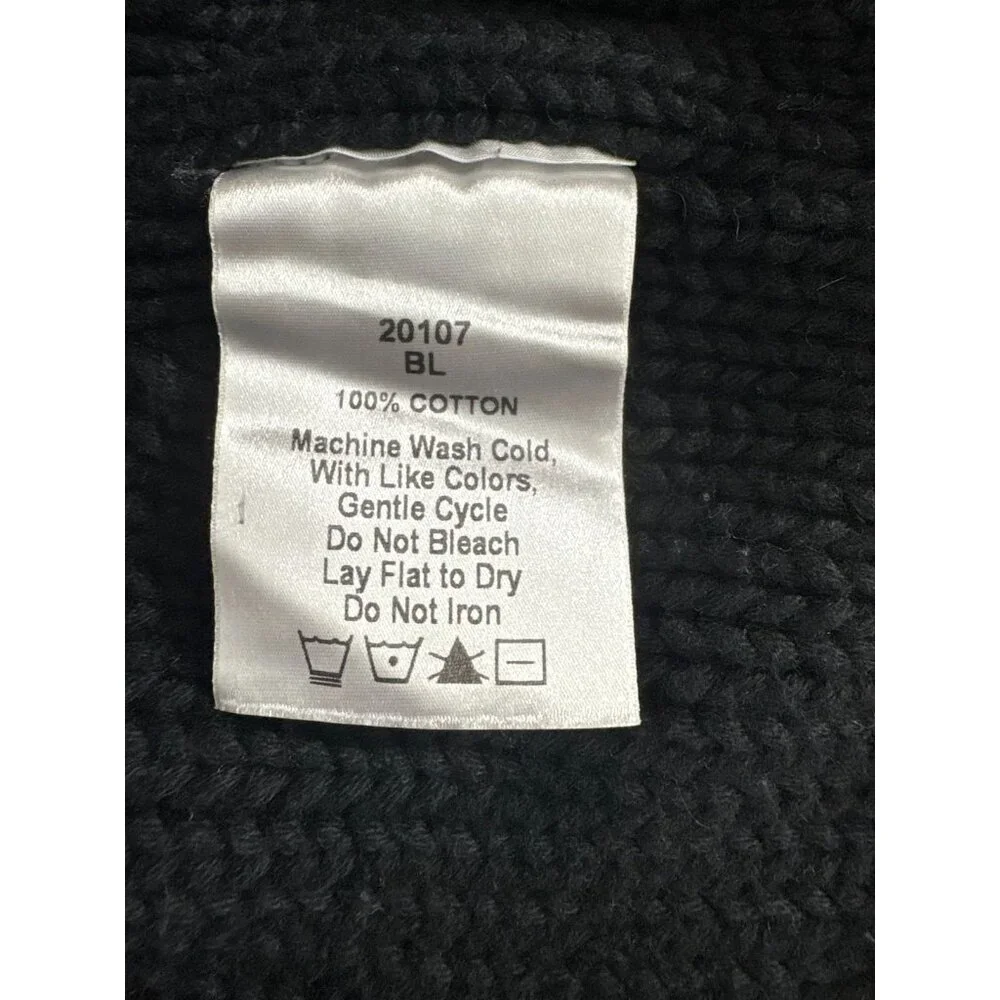 20107
BL
100% COTTON
Machine Wash Cold,
With Like Colors,
Gentle Cycle
Do Not Bleach
Lay Flat to Dry
Do Not Iron